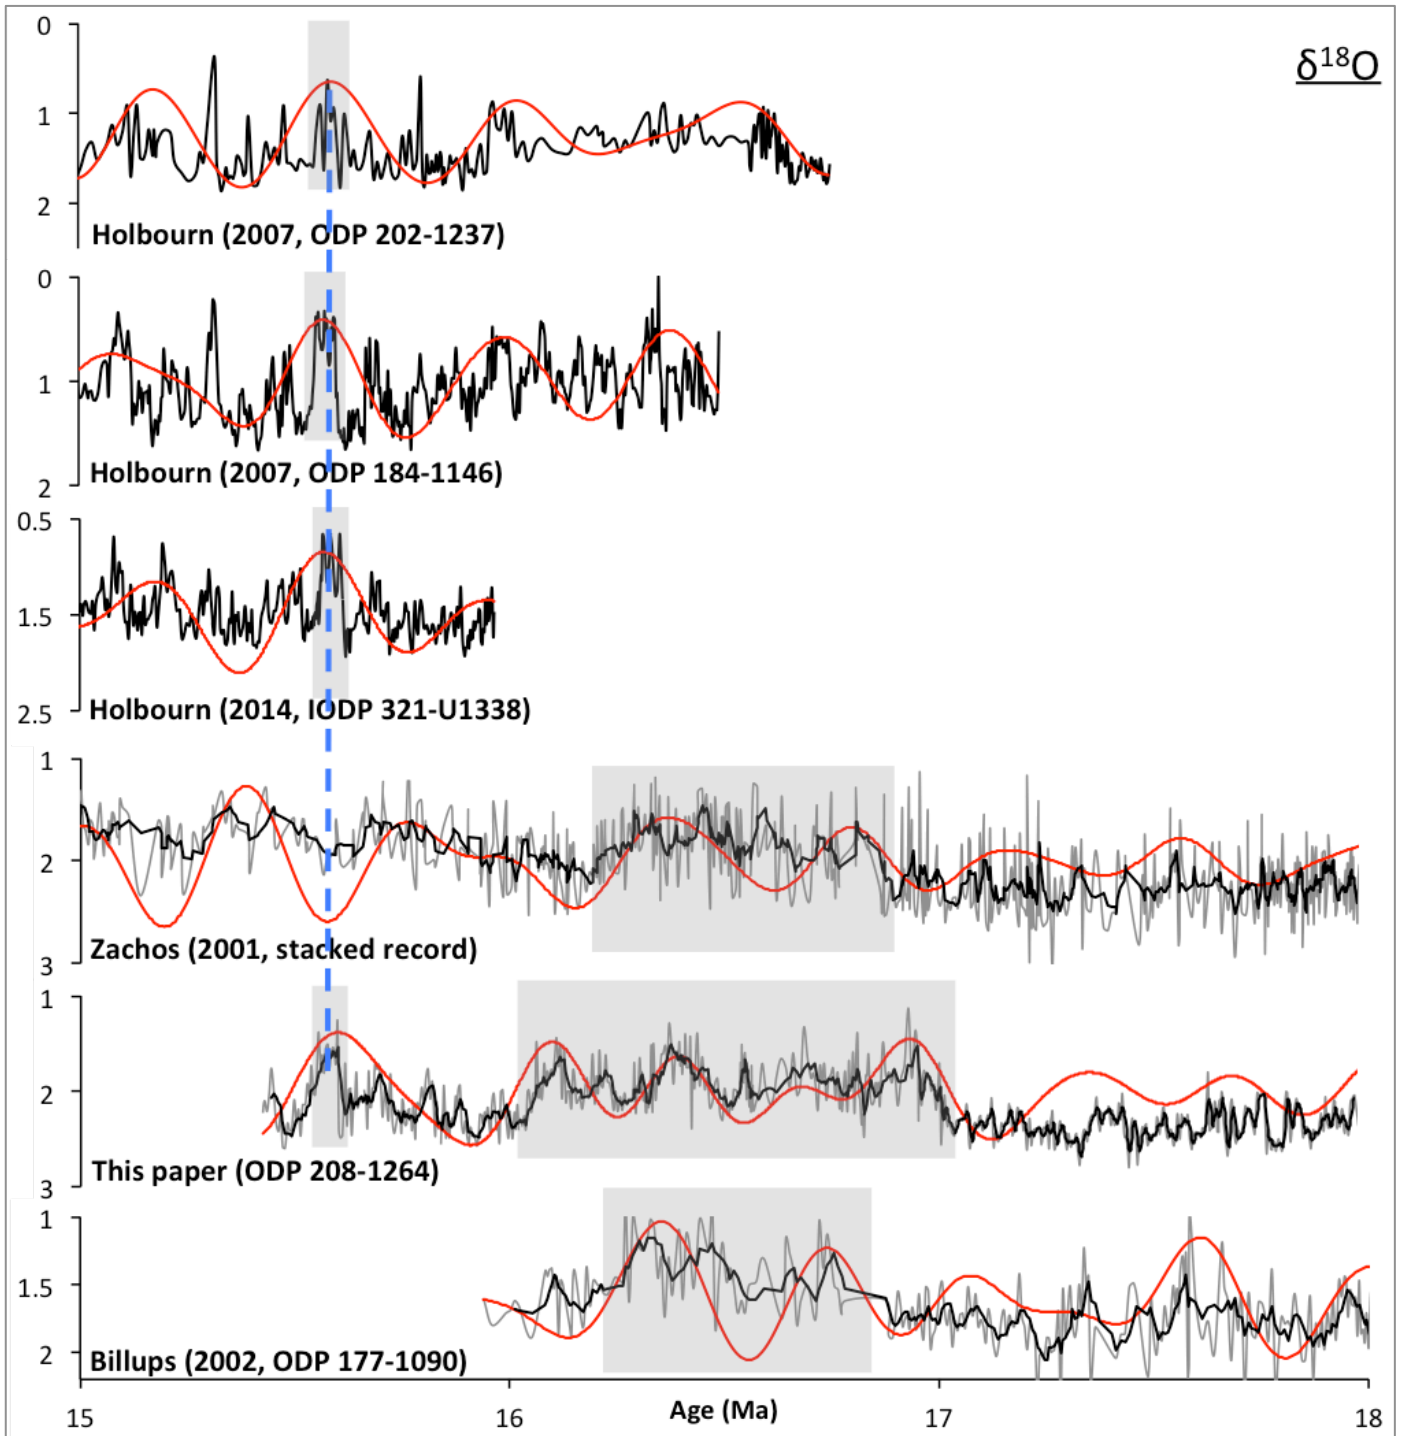 δ18O
0
1
2
Holbourn (2007, ODP 202-1237)
0
1
2
Holbourn (2007, ODP 184-1146)
0.5
1.5
2.5
Holbourn (2014, IODP 321-U1338)
1
2
3
Zachos (2001, stacked record)
1
2
3
This paper (ODP 208-1264)
1
1.5
2
Billups (2002, ODP 177-1090)
15 16 17 18
Age (Ma)